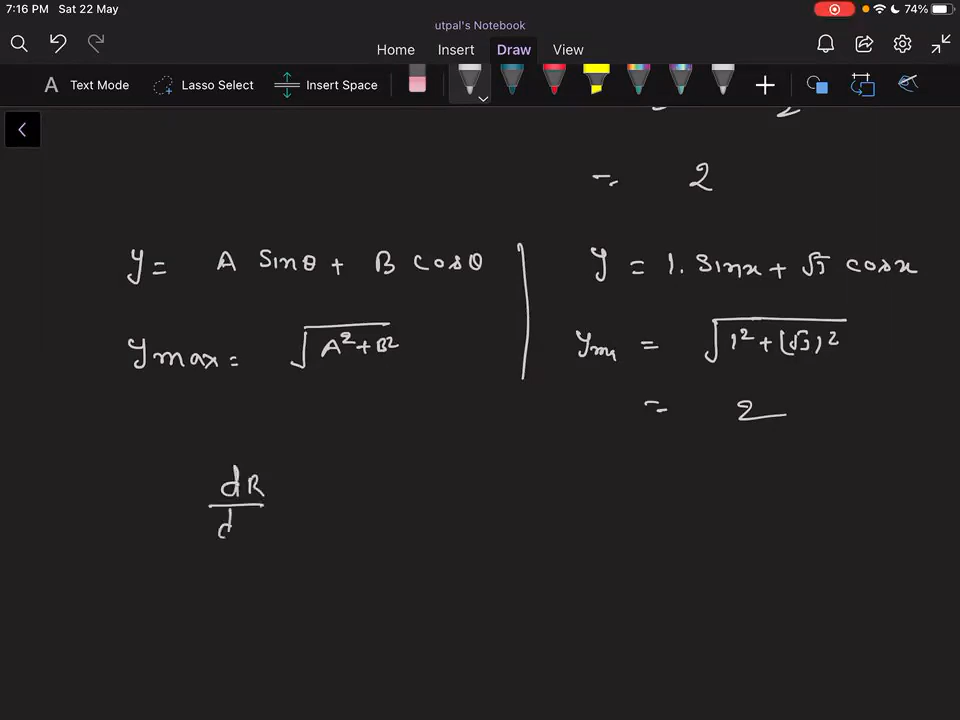 7:16 PM Sat 22 May
74%
utpal's Notebook
Home Insert Draw View
A Text Mode Lasso Select Insert Space
= 2
y = A Sinθ + B cosθ
ymax = √(A² + B²)
y = 1. Sinx + √3 cosx
ym = √(1² + (√3)²)
= 2
dR
d